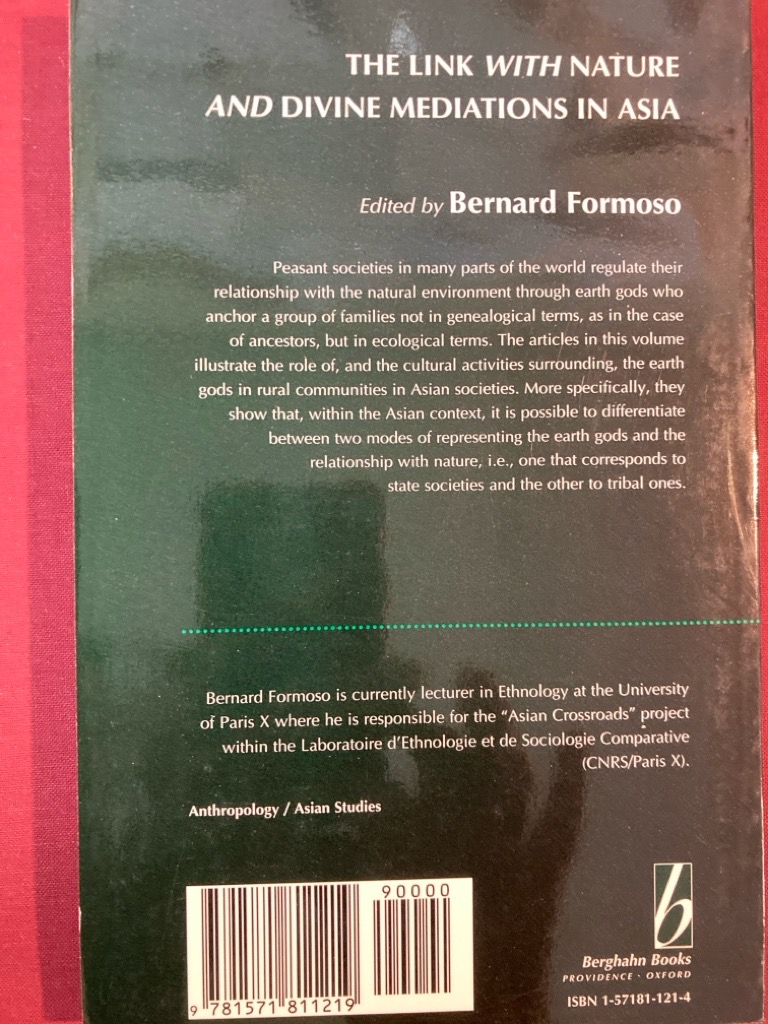 THE LINK WITH NATURE
AND DIVINE MEDIATIONS IN ASIA
Edited by Bernard Formoso
Peasant societies in many parts of the world regulate their
relationship with the natural environment through earth gods who
anchor a group of families not in genealogical terms, as in the case
of ancestors, but in ecological terms. The articles in this volume
illustrate the role of, and the cultural activities surrounding, the earth
gods in rural communities in Asian societies. More specifically, they
show that, within the Asian context, it is possible to differentiate
between two modes of representing the earth gods and the
relationship with nature, i.e., one that corresponds to
state societies and the other to tribal ones.
Bernard Formoso is currently lecturer in Ethnology at the University
of Paris X where he is responsible for the “Asian Crossroads” project
within the Laboratoire d’Ethnologie et de Sociologie Comparative
(CNRS/Paris X).
Anthropology / Asian Studies
90000
9 781571 811219
b
Berghahn Books
PROVIDENCE · OXFORD
ISBN 1-57181-121-4